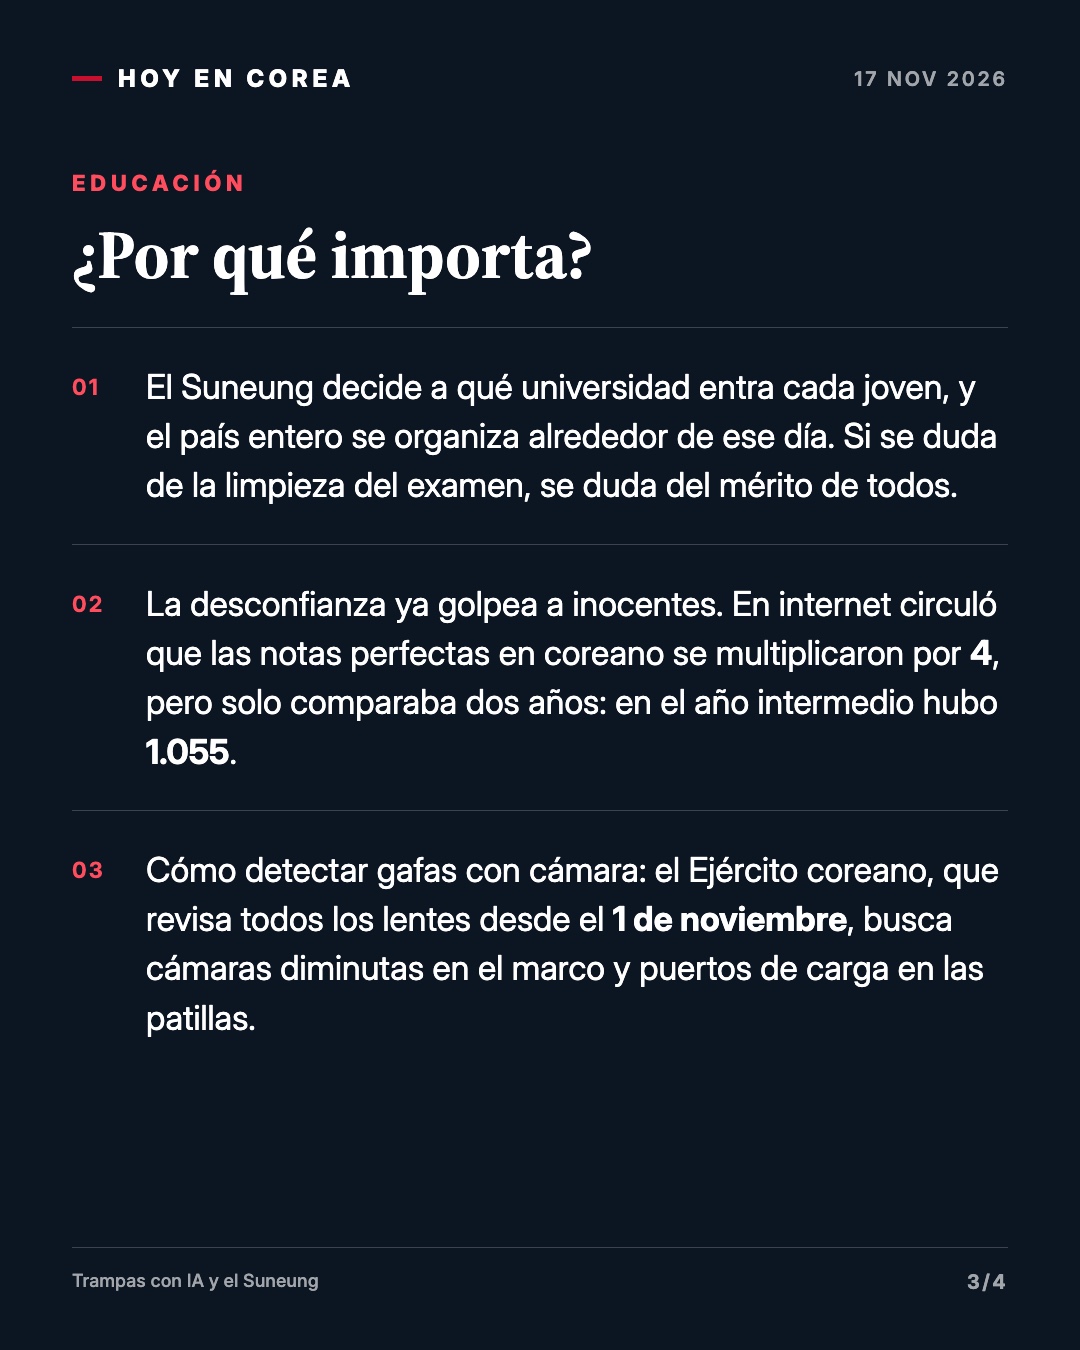 HOY EN COREA
17 NOV 2026
EDUCACIÓN
¿Por qué importa?
01
El Suneung decide a qué universidad entra cada joven, y
el país entero se organiza alrededor de ese día. Si se duda
de la limpieza del examen, se duda del mérito de todos.
02
La desconfianza ya golpea a inocentes. En internet circuló
que las notas perfectas en coreano se multiplicaron por 4,
pero solo comparaba dos años: en el año intermedio hubo
1.055.
03
Cómo detectar gafas con cámara: el Ejército coreano, que
revisa todos los lentes desde el 1 de noviembre, busca
cámaras diminutas en el marco y puertos de carga en las
patillas.
Trampas con IA y el Suneung
3/4